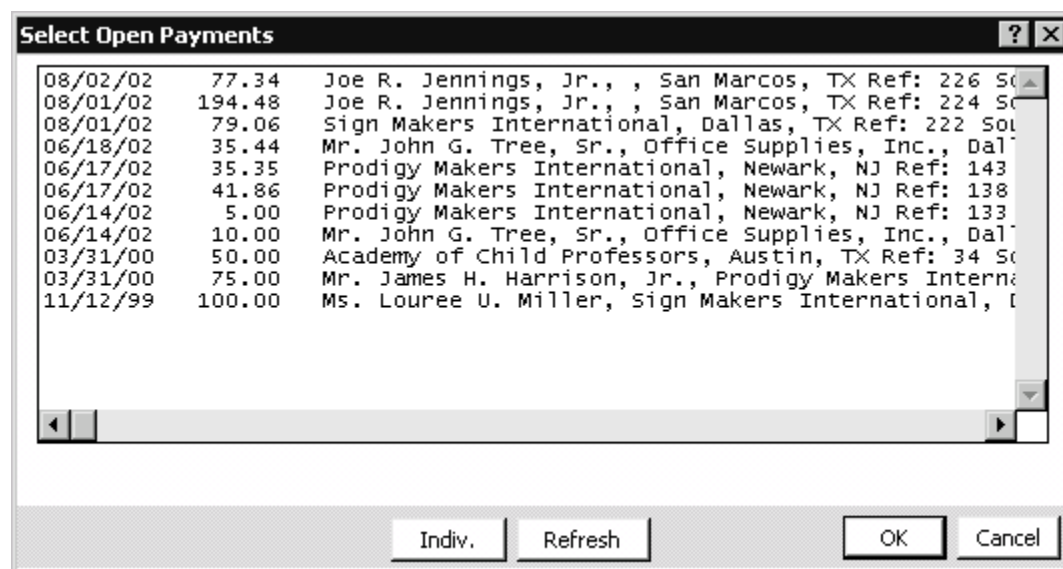 Select Open Payments
08/02/02 77.34 Joe R. Jennings, Jr., , San Marcos, TX Ref: 226
08/01/02 194.48 Joe R. Jennings, Jr., , San Marcos, TX Ref: 224
08/01/02 79.06 Sign Makers International, Dallas, TX Ref: 222
06/18/02 35.44 Mr. John G. Tree, Sr., Office Supplies, Inc.,
06/17/02 35.35 Prodigy Makers International, Newark, NJ Ref: 143
06/17/02 41.86 Prodigy Makers International, Newark, NJ Ref: 138
06/14/02 5.00 Prodigy Makers International, Newark, NJ Ref: 133
06/14/02 10.00 Mr. John G. Tree, Sr., Office Supplies, Inc.,
03/31/00 50.00 Academy of Child Professors, Austin, TX Ref: 34
03/31/00 75.00 Mr. James H. Harrison, Jr., Prodigy Makers
11/12/99 100.00 Ms. Louree U. Miller, Sign Makers International,
Indiv. Refresh OK Cancel